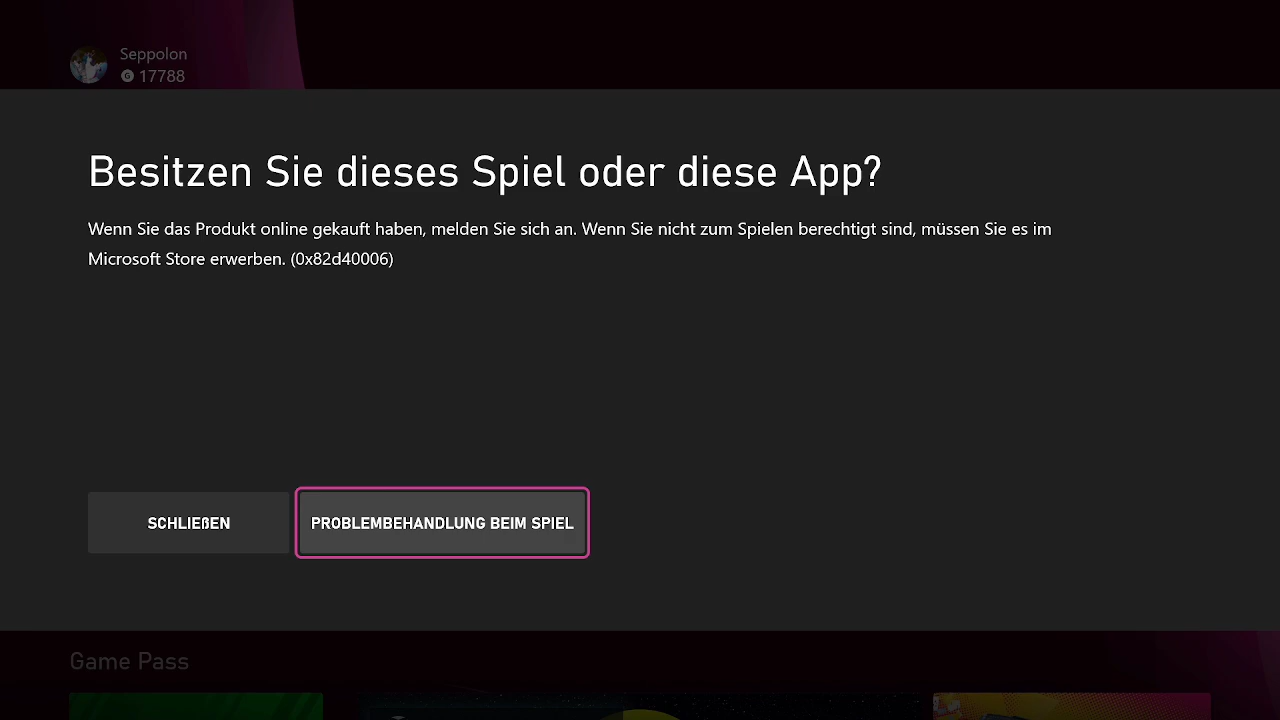 Seppolon
G 17788
Besitzen Sie dieses Spiel oder diese App?
Wenn Sie das Produkt online gekauft haben, melden Sie sich an. Wenn Sie nicht zum Spielen berechtigt sind, müssen Sie es im
Microsoft Store erwerben. (0x82d40006)
SCHLIEßEN
PROBLEMBEHANDLUNG BEIM SPIEL
Game Pass